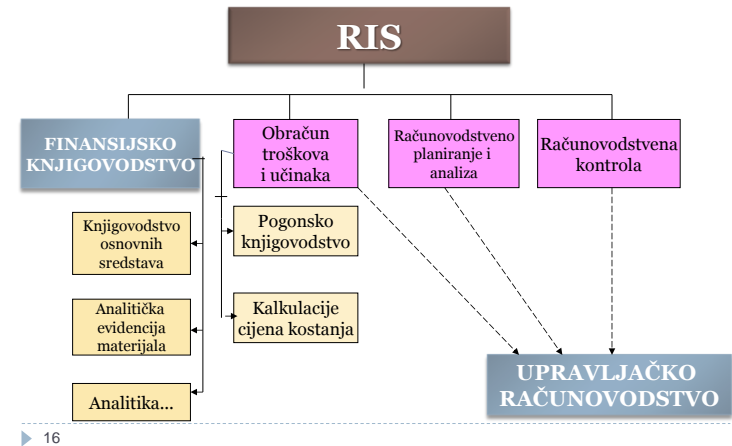 RIS
FINANSIJSKO
KNJIGOVODSTVO
Obračun
troškova
i učinaka
Računovodstveno
planiranje i
analiza
Računovodstvena
kontrola
Knjigovodstvo
osnovnih
sredstava
Pogonsko
knjigovodstvo
Analitička
evidencija
materijala
Kalkulacije
cijena kostanja
Analitika...
UPRAVLJAČKO
RAČUNOVODSTVO
16